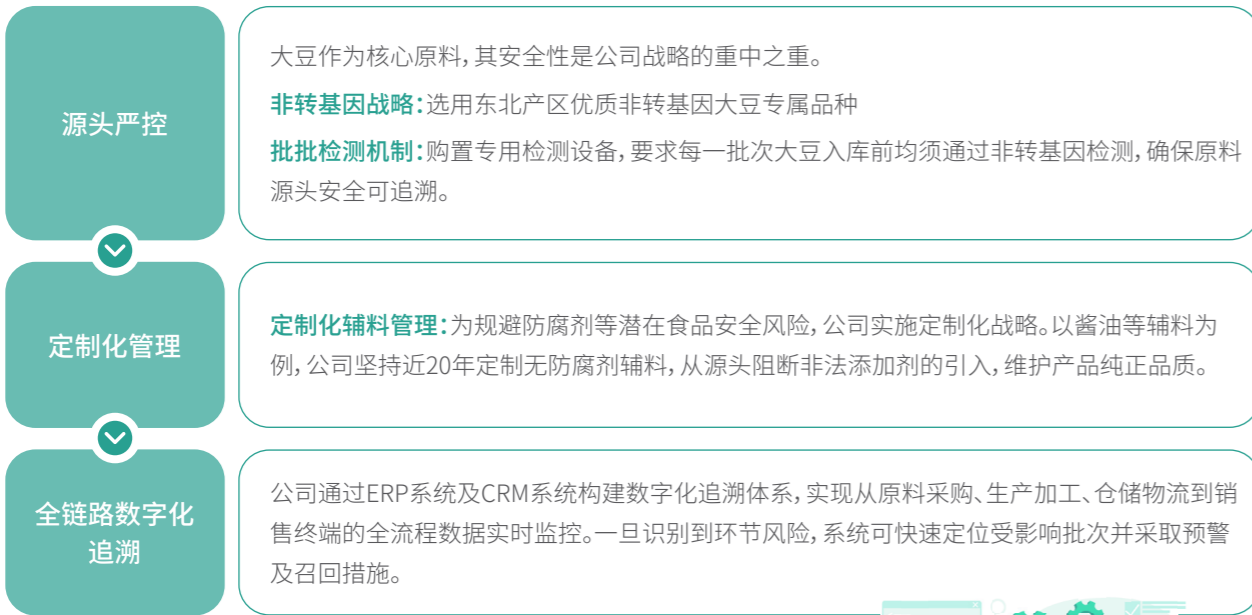 源头严控
大豆作为核心原料,其安全性是公司战略的重中之重。
非转基因战略:选用东北产区优质非转基因大豆专属品种
批批检测机制:购置专用检测设备,要求每一批次大豆入库前均须通过非转基因检测,确保原料
源头安全可追溯。
定制化管理
定制化辅料管理:为规避防腐剂等潜在食品安全风险,公司实施定制化战略。以酱油等辅料为
例,公司坚持近20年定制无防腐剂辅料,从源头阻断非法添加剂的引入,维护产品纯正品质。
全链路数字化
追溯
公司通过ERP系统及CRM系统构建数字化追溯体系,实现从原料采购、生产加工、仓储物流到销
售终端的全流程数据实时监控。一旦识别到环节风险,系统可快速定位受影响批次并采取预警
及召回措施。